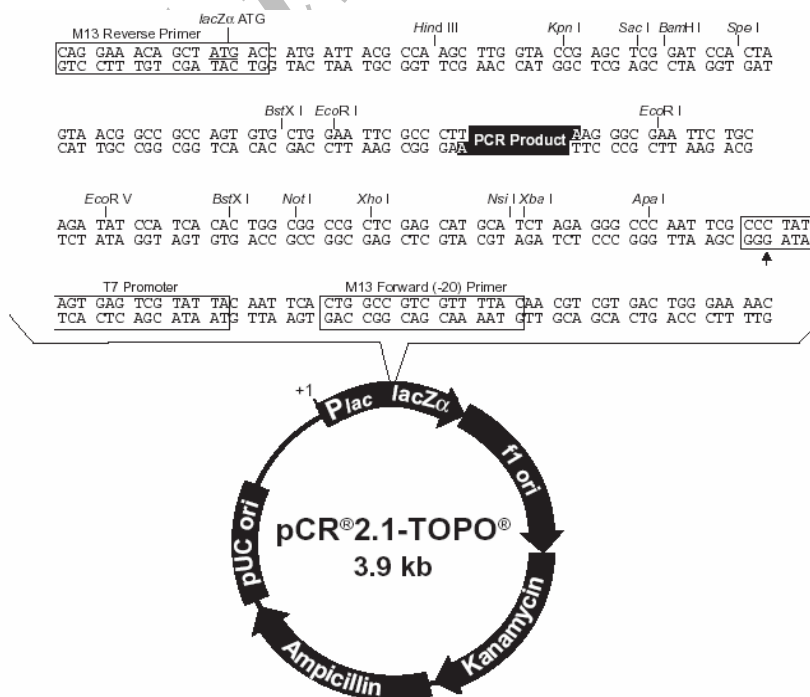 lacZα ATG
M13 Reverse Primer
Hind III Kpn I Sac I BamH I Spe I
CAG GAA ACA GCT ATG ACC ATG ATT ACG CCA AGC TTG GTA CCG AGC TCG GAT CCA CTA
GTC CTT TGT CGA TAC TGG TAC TAA TGC GGT TCG AAC CAT GGC TCG AGC CTA GGT GAT
BstX I EcoR I EcoR I
GTA ACG GCC GCC AGT GTG CTG GAA TTC GCC CTT PCR Product AAG GGC GAA TTC TGC
CAT TGC CGG CGG TCA CAC GAC CTT AAG CGG GAA TTC CCG CTT AAG ACG
EcoR V BstX I Not I Xho I Nsi I Xba I Apa I
AGA TAT CCA TCA CAC TGG CGG CCG CTC GAG CAT GCA TCT AGA GGG CCC AAT TCG CCC TAT
TCT ATA GGT AGT GTG ACC GCC GGC GAG CTC GTA CGT AGA TCT CCC GGG TTA AGC GGG ATA
T7 Promoter M13 Forward (-20) Primer
AGT GAG TCG TAT TAC AAT TCA CTG GCC GTC GTT TTA CAA CGT CGT GAC TGG GAA AAC
TCA CTC AGC ATA ATG TTA AGT GAC CGG CAG CAA AAT GTT GCA GCA CTG ACC CTT TTG
+1
Plac lacZα
f1 ori
Kanamycin
Ampicillin
pUC ori
pCR®2.1-TOPO®
3.9 kb